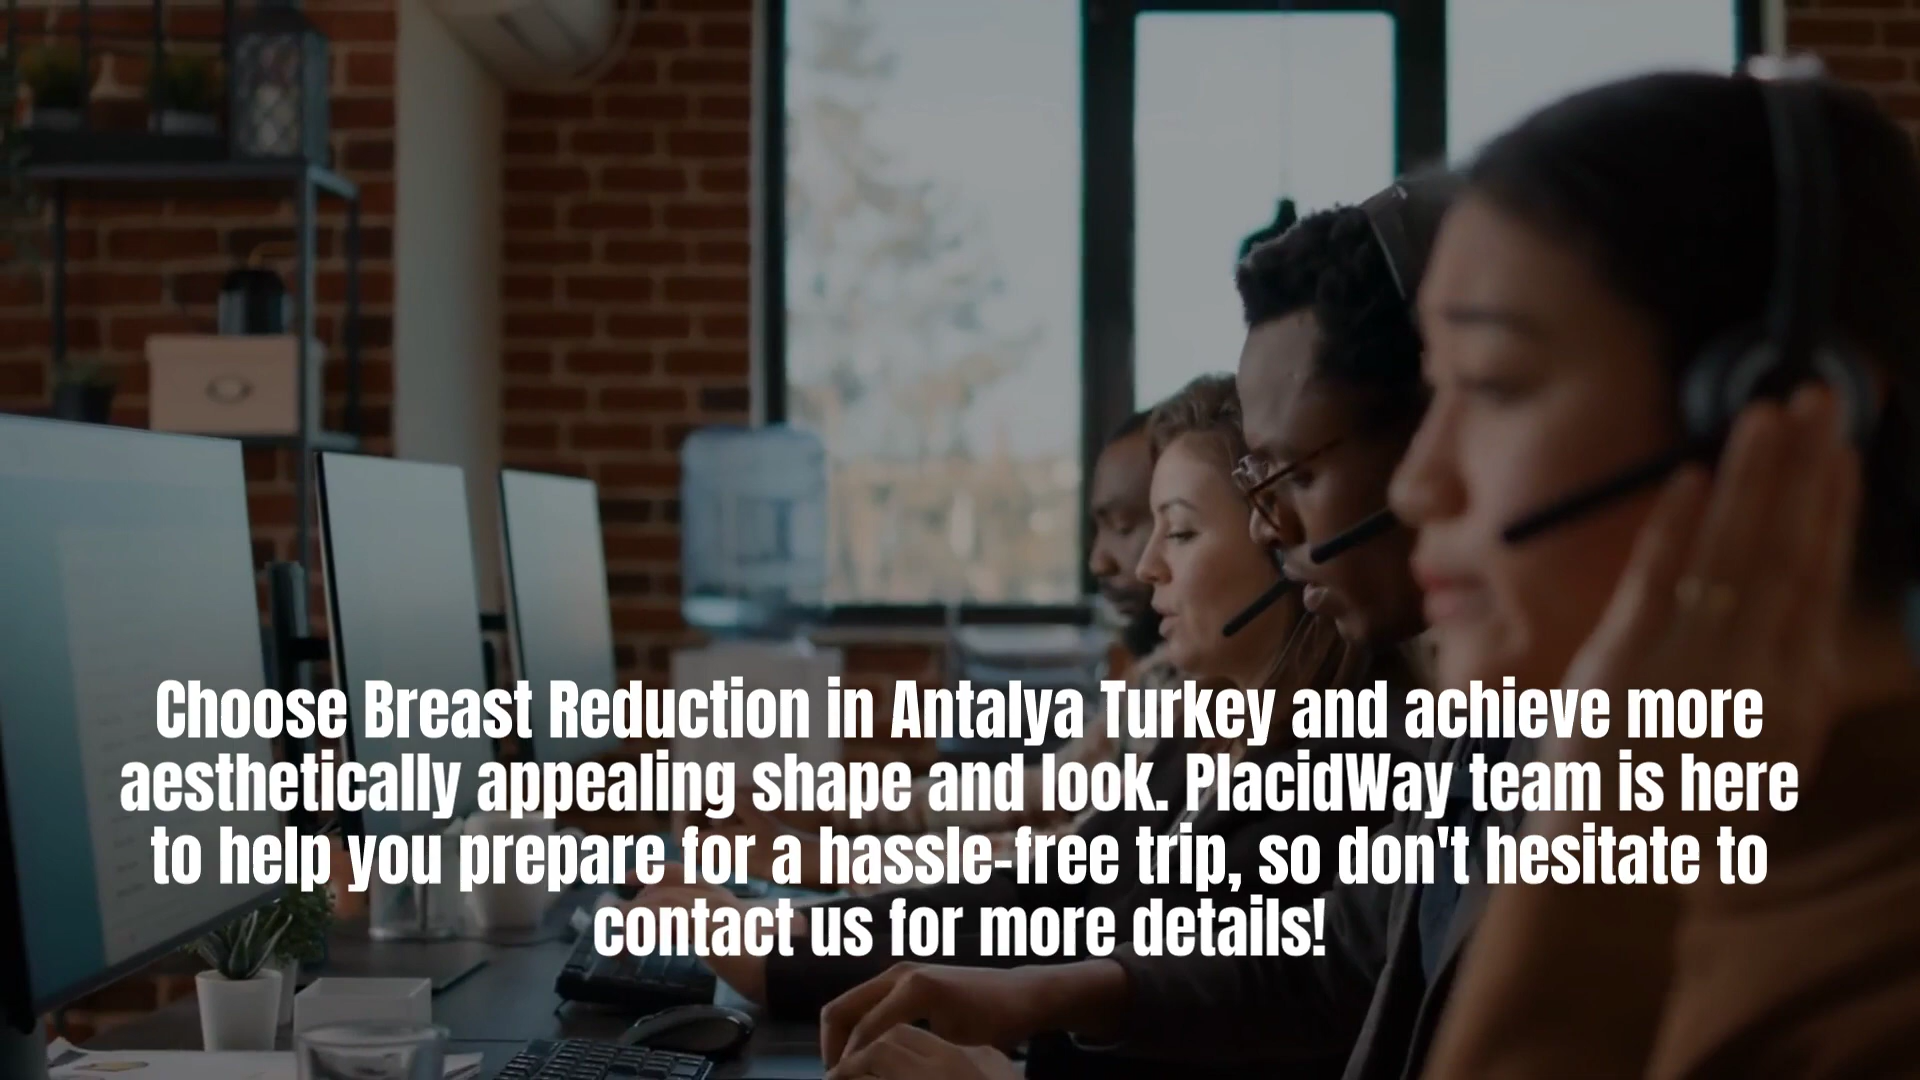 Choose Breast Reduction in Antalya Turkey and achieve more
aesthetically appealing shape and look. PlacidWay team is here
to help you prepare for a hassle-free trip, so don't hesitate to
contact us for more details!